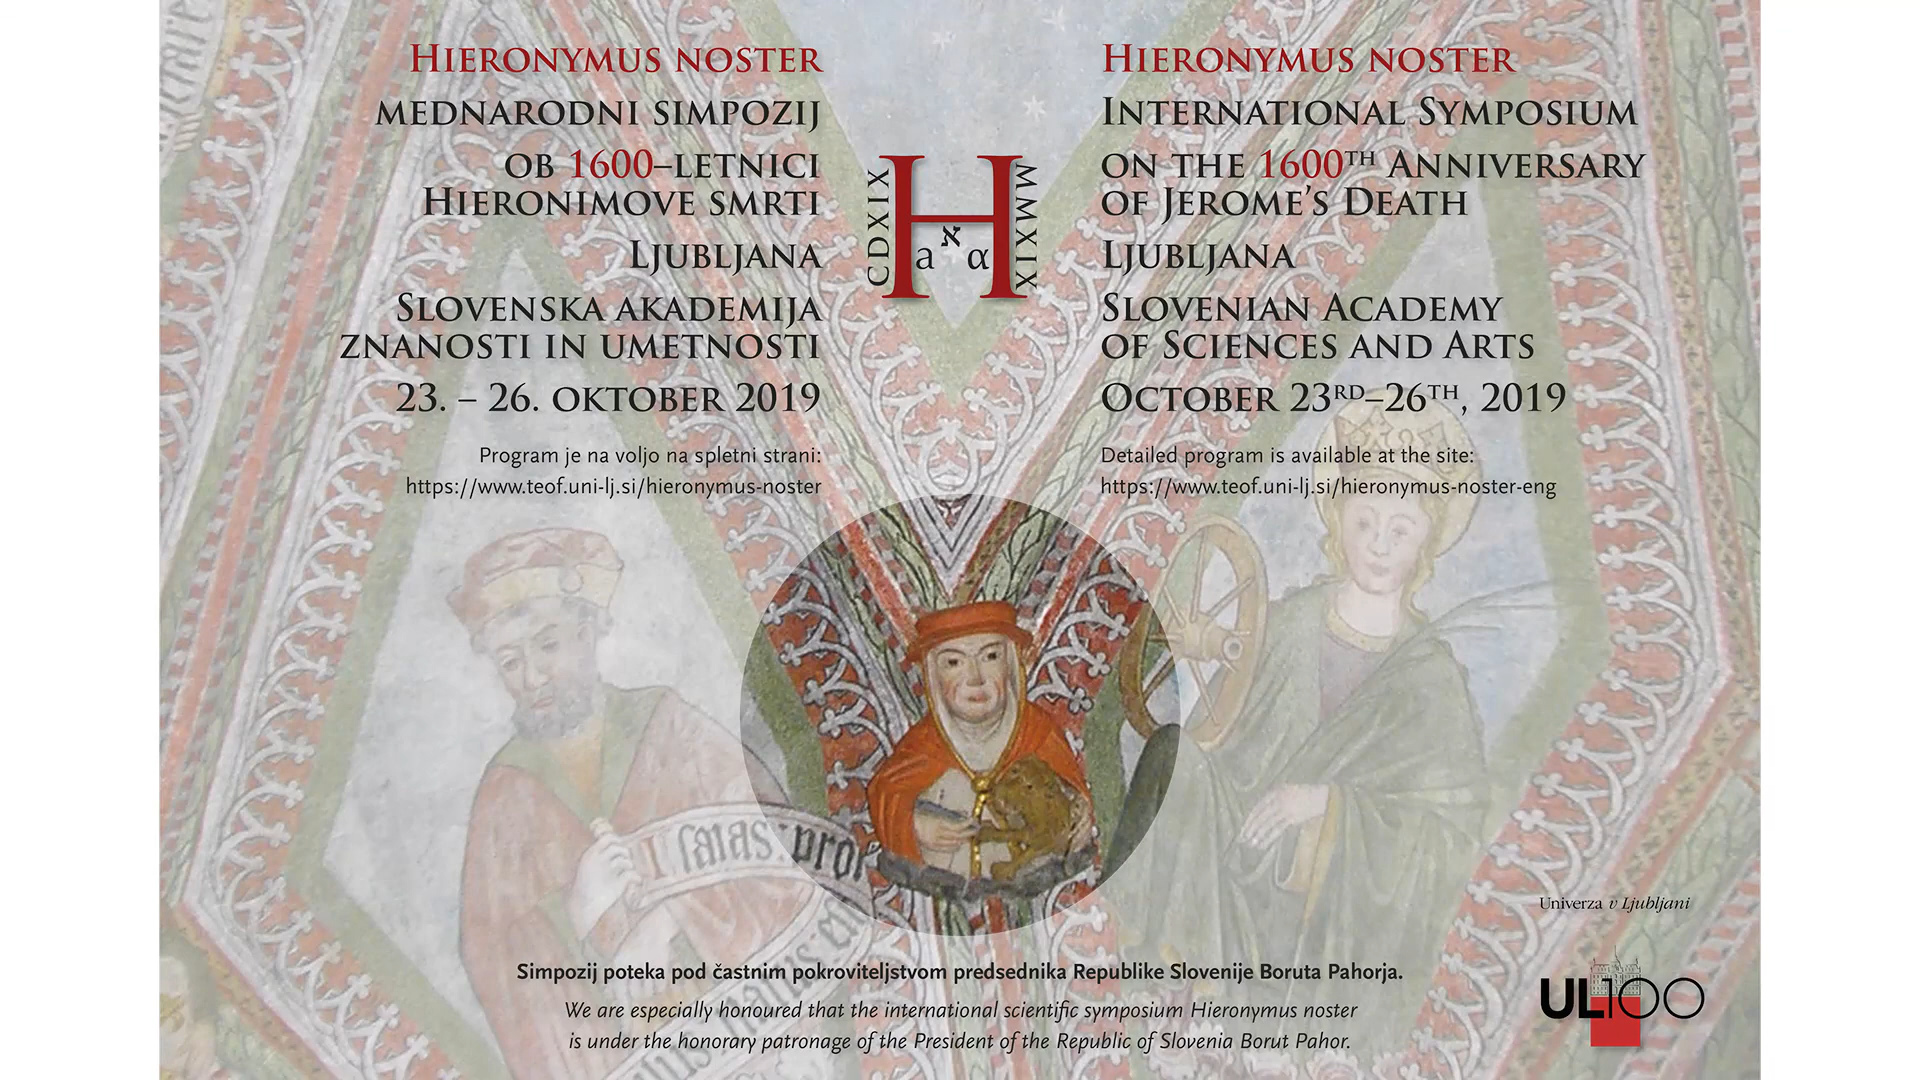 Hieronymus noster
mednarodni simpozij
ob 1600–letnici
Hieronimove smrti
Ljubljana
Slovenska akademija
znanosti in umetnosti
23. – 26. oktober 2019
Program je na voljo na spletni strani:
https://www.teof.uni-lj.si/hieronymus-noster
CDXIX
H
a א α
MMXIX
Hieronymus noster
International Symposium
on the 1600th Anniversary
of Jerome’s Death
Ljubljana
Slovenian Academy
of Sciences and Arts
October 23rd–26th, 2019
Detailed program is available at the site:
https://www.teof.uni-lj.si/hieronymus-noster-eng
Isaias: prop
Univerza v Ljubljani
UL100
Simpozij poteka pod častnim pokroviteljstvom predsednika Republike Slovenije Boruta Pahorja.
We are especially honoured that the international scientific symposium Hieronymus noster
is under the honorary patronage of the President of the Republic of Slovenia Borut Pahor.